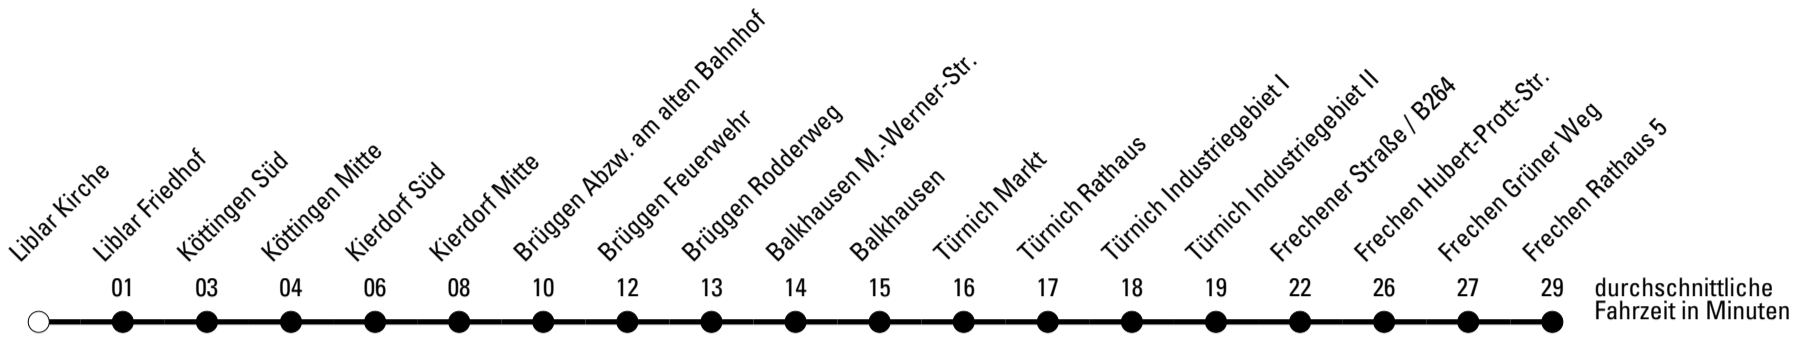 Liblar Kirche
Liblar Friedhof
Köttingen Süd
Köttingen Mitte
Kierdorf Süd
Kierdorf Mitte
Brüggen Abzw. am alten Bahnhof
Brüggen Feuerwehr
Brüggen Rodderweg
Balkhausen M.-Werner-Str.
Balkhausen
Türnich Markt
Türnich Rathaus
Türnich Industriegebiet I
Türnich Industriegebiet II
Frechener Straße / B264
Frechen Hubert-Prott-Str.
Frechen Grüner Weg
Frechen Rathaus 5
01 03 04 06 08 10 12 13 14 15 16 17 18 19 22 26 27 29
durchschnittliche
Fahrzeit in Minuten